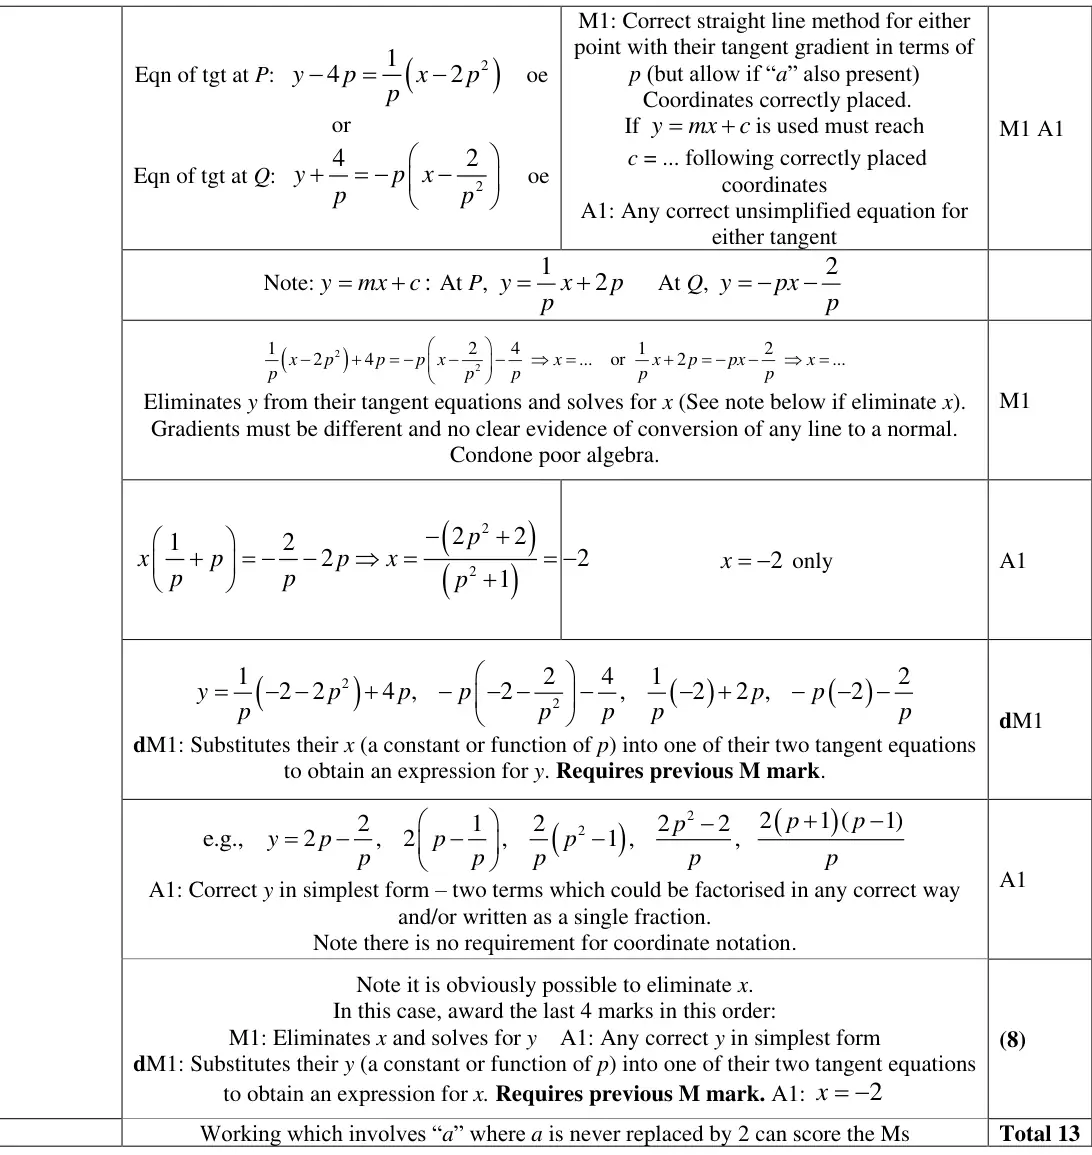 Eqn of tgt at P: y − 4p = 1/p (x − 2p²) oe
or
Eqn of tgt at Q: y + 4/p = −p (x − 2/p²) oe
M1: Correct straight line method for either
point with their tangent gradient in terms of
p (but allow if “a” also present)
Coordinates correctly placed.
If y = mx + c is used must reach
c = ... following correctly placed
coordinates
A1: Any correct unsimplified equation for
either tangent
M1 A1
Note: y = mx + c : At P, y = 1/p x + 2p At Q, y = −px − 2/p
1/p (x − 2p²) + 4p = −p (x − 2/p²) − 4/p ⇒ x = ... or 1/p x + 2p = −px − 2/p ⇒ x = ...
Eliminates y from their tangent equations and solves for x (See note below if eliminate x).
Gradients must be different and no clear evidence of conversion of any line to a normal.
Condone poor algebra.
M1
x (1/p + p) = −2/p − 2p ⇒ x = −(2p² + 2)/(p² + 1) = −2
x = −2 only
A1
y = 1/p (−2 − 2p²) + 4p, −p (−2 − 2/p²) − 4/p, 1/p (−2) + 2p, −p(−2) − 2/p
dM1: Substitutes their x (a constant or function of p) into one of their two tangent equations
to obtain an expression for y. Requires previous M mark.
dM1
e.g., y = 2p − 2/p, 2(p − 1/p), 2/p (p² − 1), (2p² − 2)/p, 2(p + 1)(p − 1)/p
A1: Correct y in simplest form – two terms which could be factorised in any correct way
and/or written as a single fraction.
Note there is no requirement for coordinate notation.
A1
Note it is obviously possible to eliminate x.
In this case, award the last 4 marks in this order:
M1: Eliminates x and solves for y A1: Any correct y in simplest form
dM1: Substitutes their y (a constant or function of p) into one of their two tangent equations
to obtain an expression for x. Requires previous M mark. A1: x = −2
(8)
Working which involves “a” where a is never replaced by 2 can score the Ms
Total 13